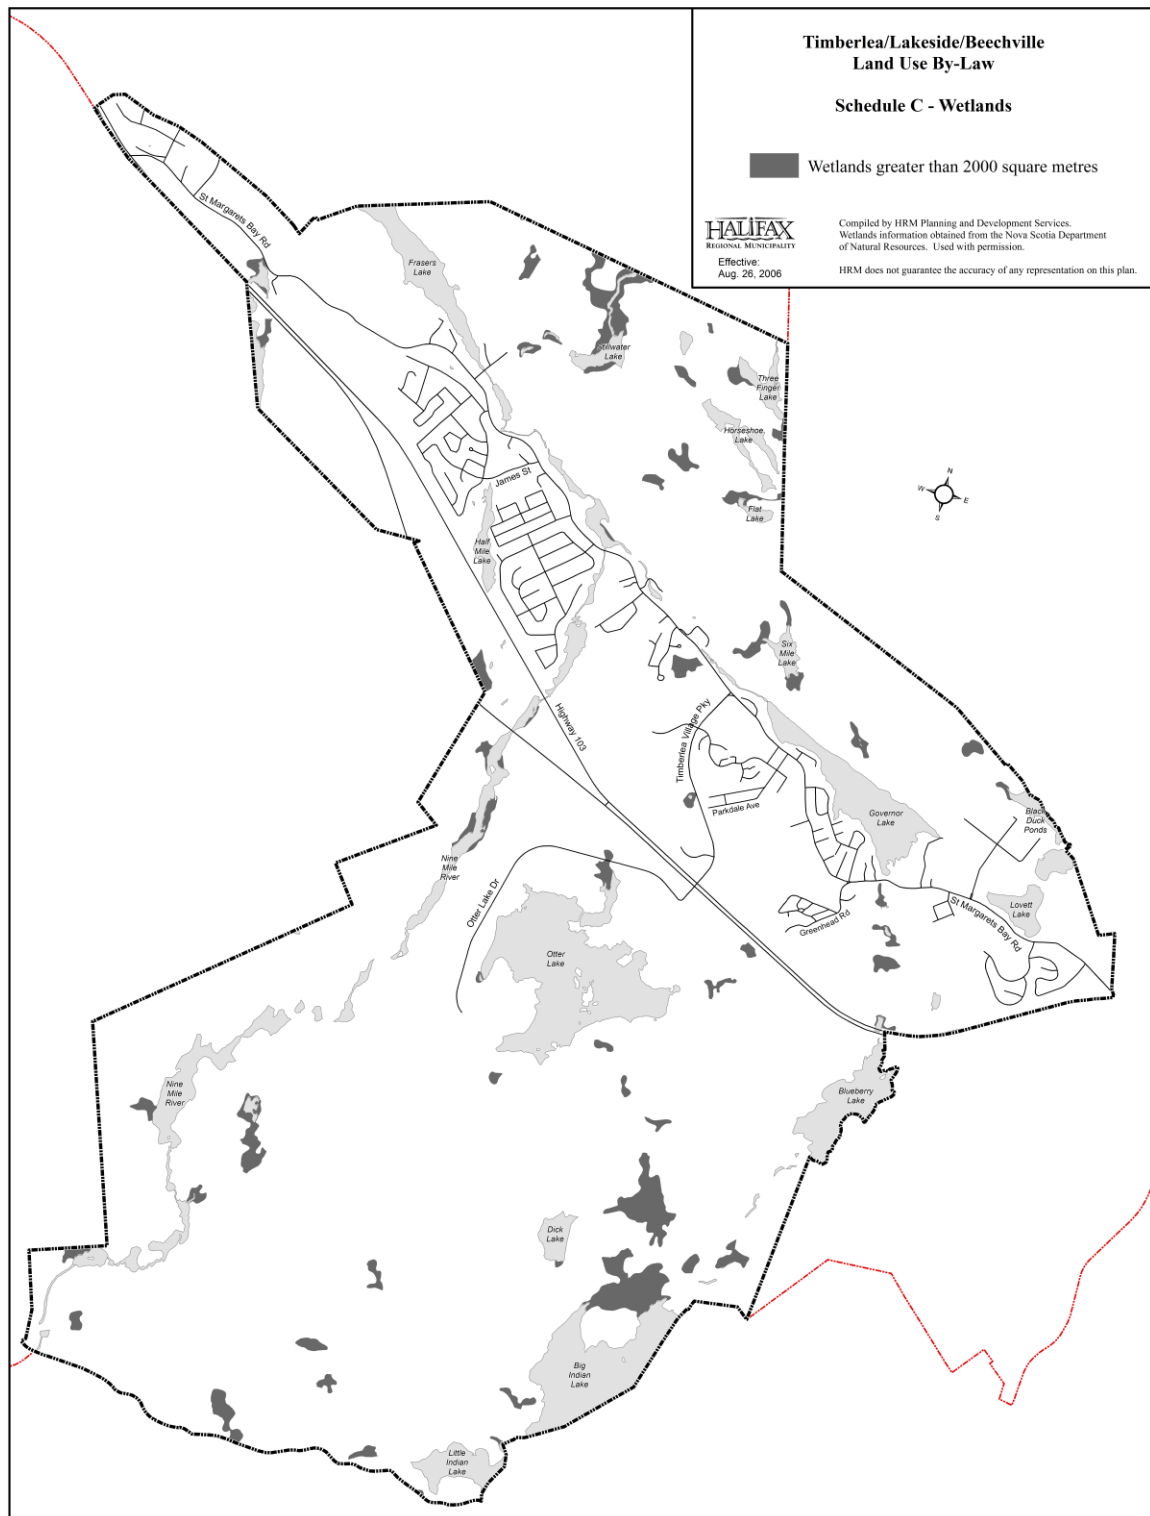 Timberlea/Lakeside/Beechville
Land Use By-Law
Schedule C - Wetlands
Wetlands greater than 2000 square metres
HALIFAX
REGIONAL MUNICIPALITY
Effective:
Aug. 26, 2006
Compiled by HRM Planning and Development Services.
Wetlands information obtained from the Nova Scotia Department
of Natural Resources. Used with permission.
HRM does not guarantee the accuracy of any representation on this plan.
St Margarets Bay Rd
Frasers
Lake
Stillwater
Lake
Three
Finger
Lake
Horseshoe
Lake
N
W
E
S
James St
Flat
Lake
Half
Mile
Lake
Six
Mile
Lake
Highway 103
Timberlea Village Pky
Parkdale Ave
Governor
Lake
Black
Duck
Ponds
Nine
Mile
River
Otter Lake Dr
Greenhead Rd
St Margarets Bay Rd
Lovett
Lake
Otter
Lake
Nine
Mile
River
Blueberry
Lake
Dick
Lake
Big
Indian
Lake
Little
Indian
Lake